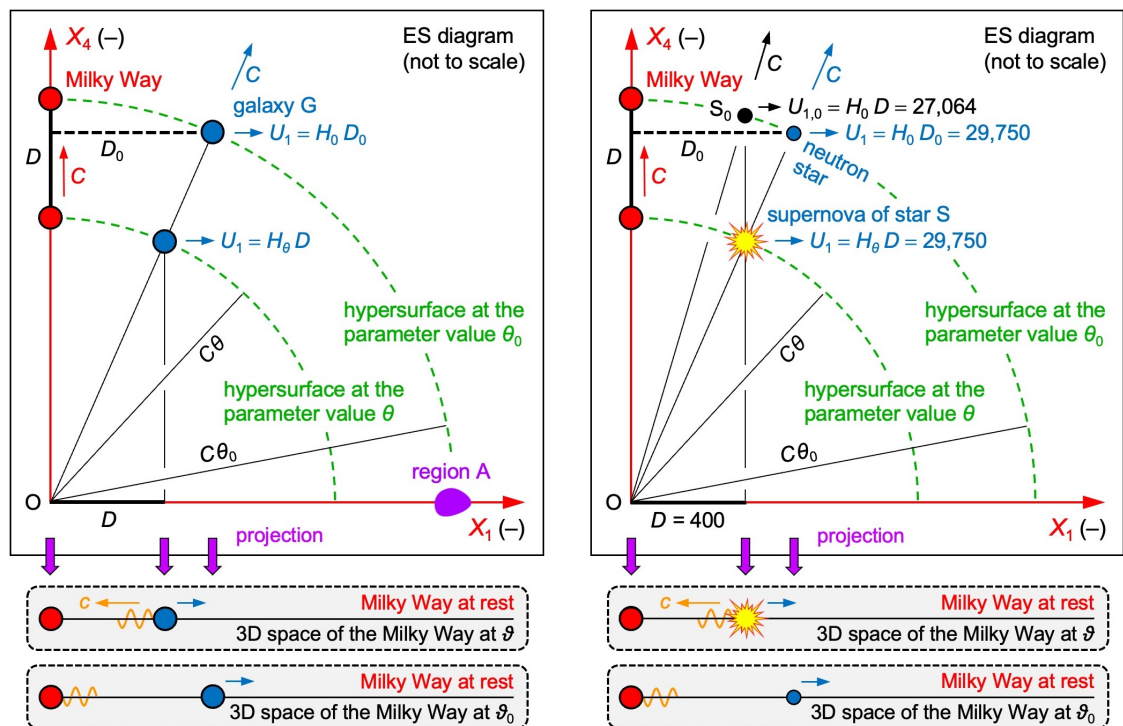 X₄ (–)
ES diagram
(not to scale)
Milky Way
C
galaxy G
U₁ = H₀ D₀
D₀
D
C
U₁ = H_θ D
hypersurface at the
parameter value θ₀
Cθ
hypersurface at the
parameter value θ
Cθ₀
region A
O
D
X₁ (–)
projection
c
Milky Way at rest
3D space of the Milky Way at ϑ
Milky Way at rest
3D space of the Milky Way at ϑ₀
X₄ (–)
ES diagram
(not to scale)
Milky Way
C
C
S₀
U₁,₀ = H₀ D = 27,064
U₁ = H₀ D₀ = 29,750
D₀
D
neutron
star
C
supernova of star S
U₁ = H_θ D = 29,750
hypersurface at the
parameter value θ₀
Cθ
hypersurface at the
parameter value θ
Cθ₀
O
D = 400
X₁ (–)
projection
c
Milky Way at rest
3D space of the Milky Way at ϑ
Milky Way at rest
3D space of the Milky Way at ϑ₀